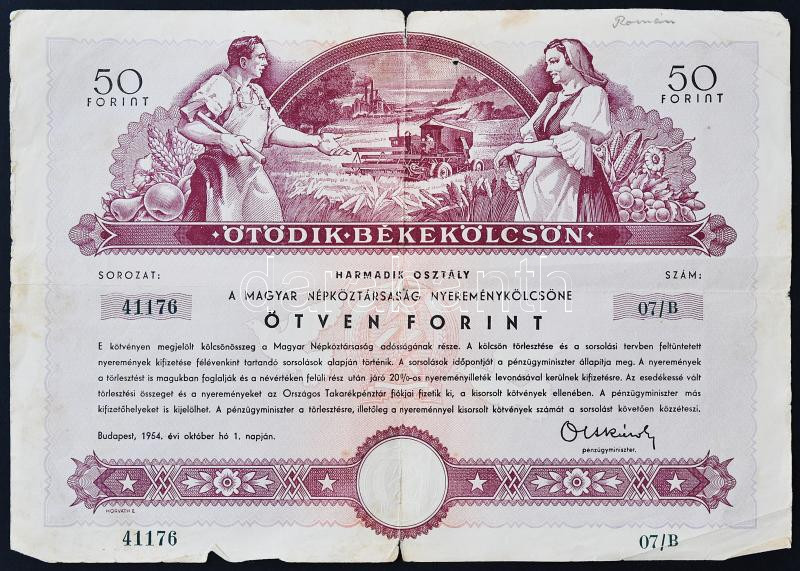 Román
50
FORINT
50
FORINT
ÖTÖDIK · BÉKEKÖLCSÖN
SOROZAT:
HARMADIK OSZTÁLY
SZÁM:
41176
A MAGYAR NÉPKÖZTÁRSASÁG NYEREMÉNYKÖLCSÖNE
07/B
ÖTVEN FORINT
E kötvényen megjelölt kölcsönösszeg a Magyar Népköztársaság adósságának része. A kölcsön törlesztése és a sorsolási tervben feltüntetett
nyeremények kifizetése félévenkint tartandó sorsolások alapján történik. A sorsolások időpontját a pénzügyminiszter állapítja meg. A nyeremények
a törlesztést is magukban foglalják és a névértéken felüli rész után járó 20%-os nyereményilleték levonásával kerülnek kifizetésre. Az esedékessé vált
törlesztési összeget és a nyereményeket az Országos Takarékpénztár fiókjai fizetik ki, a kisorsolt kötvények ellenében. A pénzügyminiszter más
kifizetőhelyeket is kijelölhet. A pénzügyminiszter a törlesztésre, illetőleg a nyereménnyel kisorsolt kötvények számát a sorsolást követően közzéteszi.
Budapest, 1954. évi október hó 1. napján.
pénzügyminiszter.
HORVÁTH E.
41176
07/B